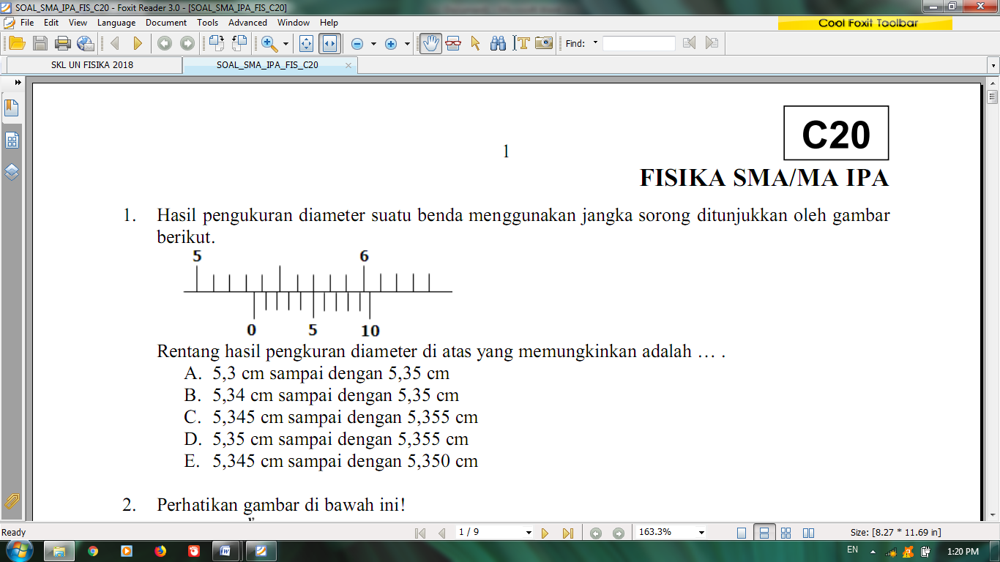 SOAL_SMA_IPA_FIS_C20 - Foxit Reader 3.0 - [SOAL_SMA_IPA_FIS_C20]
File Edit View Language Document Tools Advanced Window Help
Cool Foxit Toolbar
Find:
SKL UN FISIKA 2018
SOAL_SMA_IPA_FIS_C20
C20
1
FISIKA SMA/MA IPA
1. Hasil pengukuran diameter suatu benda menggunakan jangka sorong ditunjukkan oleh gambar
berikut.
5 6
0 5 10
Rentang hasil pengkuran diameter di atas yang memungkinkan adalah … .
A. 5,3 cm sampai dengan 5,35 cm
B. 5,34 cm sampai dengan 5,35 cm
C. 5,345 cm sampai dengan 5,355 cm
D. 5,35 cm sampai dengan 5,355 cm
E. 5,345 cm sampai dengan 5,350 cm
2. Perhatikan gambar di bawah ini!
Ready
1 / 9
163.3%
Size: [8.27 * 11.69 in]
EN
1:20 PM